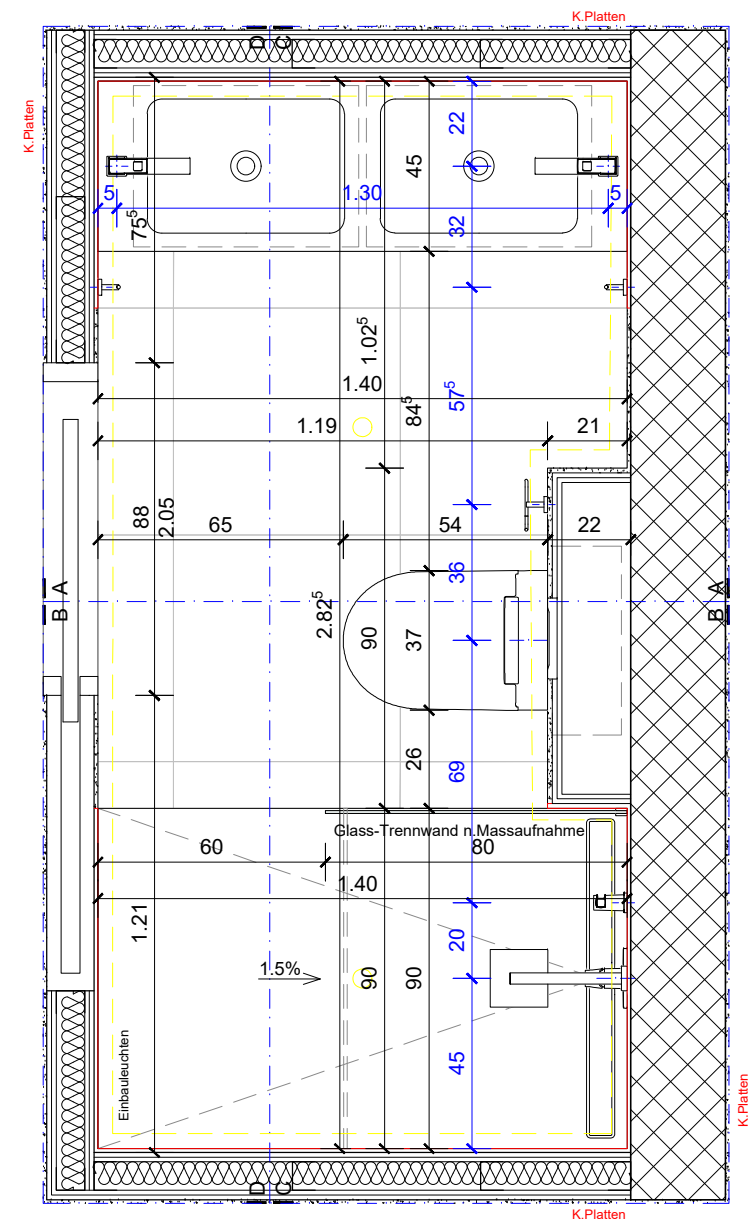 K.Platten
D
C
K.Platten
22
45
5
1.30
5
75⁵
32
1.02⁵
1.40
57⁵
84⁵
1.19
21
88
2.05
65
54
22
36
A
B
A
B
2.82⁵
90
37
26
69
Glass-Trennwand n.Massaufnahme
60
80
1.40
1.21
20
1.5%
90
90
45
Einbauleuchten
K.Platten
D
C
K.Platten